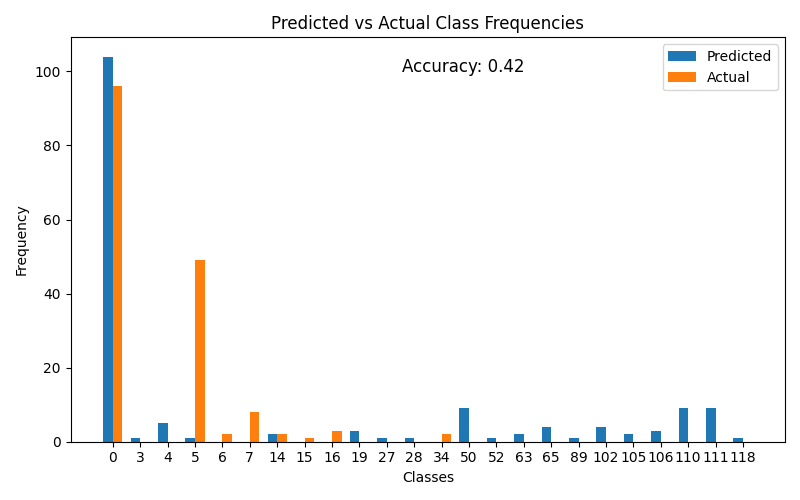 Predicted vs Actual Class Frequencies
Accuracy: 0.42
Predicted
Actual
Frequency
100
80
60
40
20
0
0 3 4 5 6 7 14 15 16 19 27 28 34 50 52 63 65 89 102 105 106 110 111 118
Classes